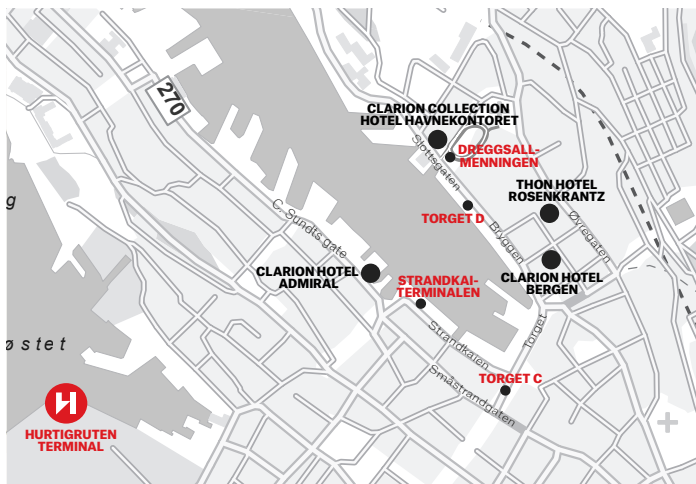 270
CLARION COLLECTION
HOTEL HAVNEKONTORET
DREGGSALL-
MENNINGEN
Slottsgaten
THON HOTEL
ROSENKRANTZ
TORGET D
Øvregaten
Bryggen
C. Sundts gate
CLARION HOTEL
ADMIRAL
STRANDKAI-
TERMINALEN
CLARION HOTEL
BERGEN
g
østet
Strandkaien
Torget
Småstrandgaten
TORGET C
HURTIGRUTEN
TERMINAL